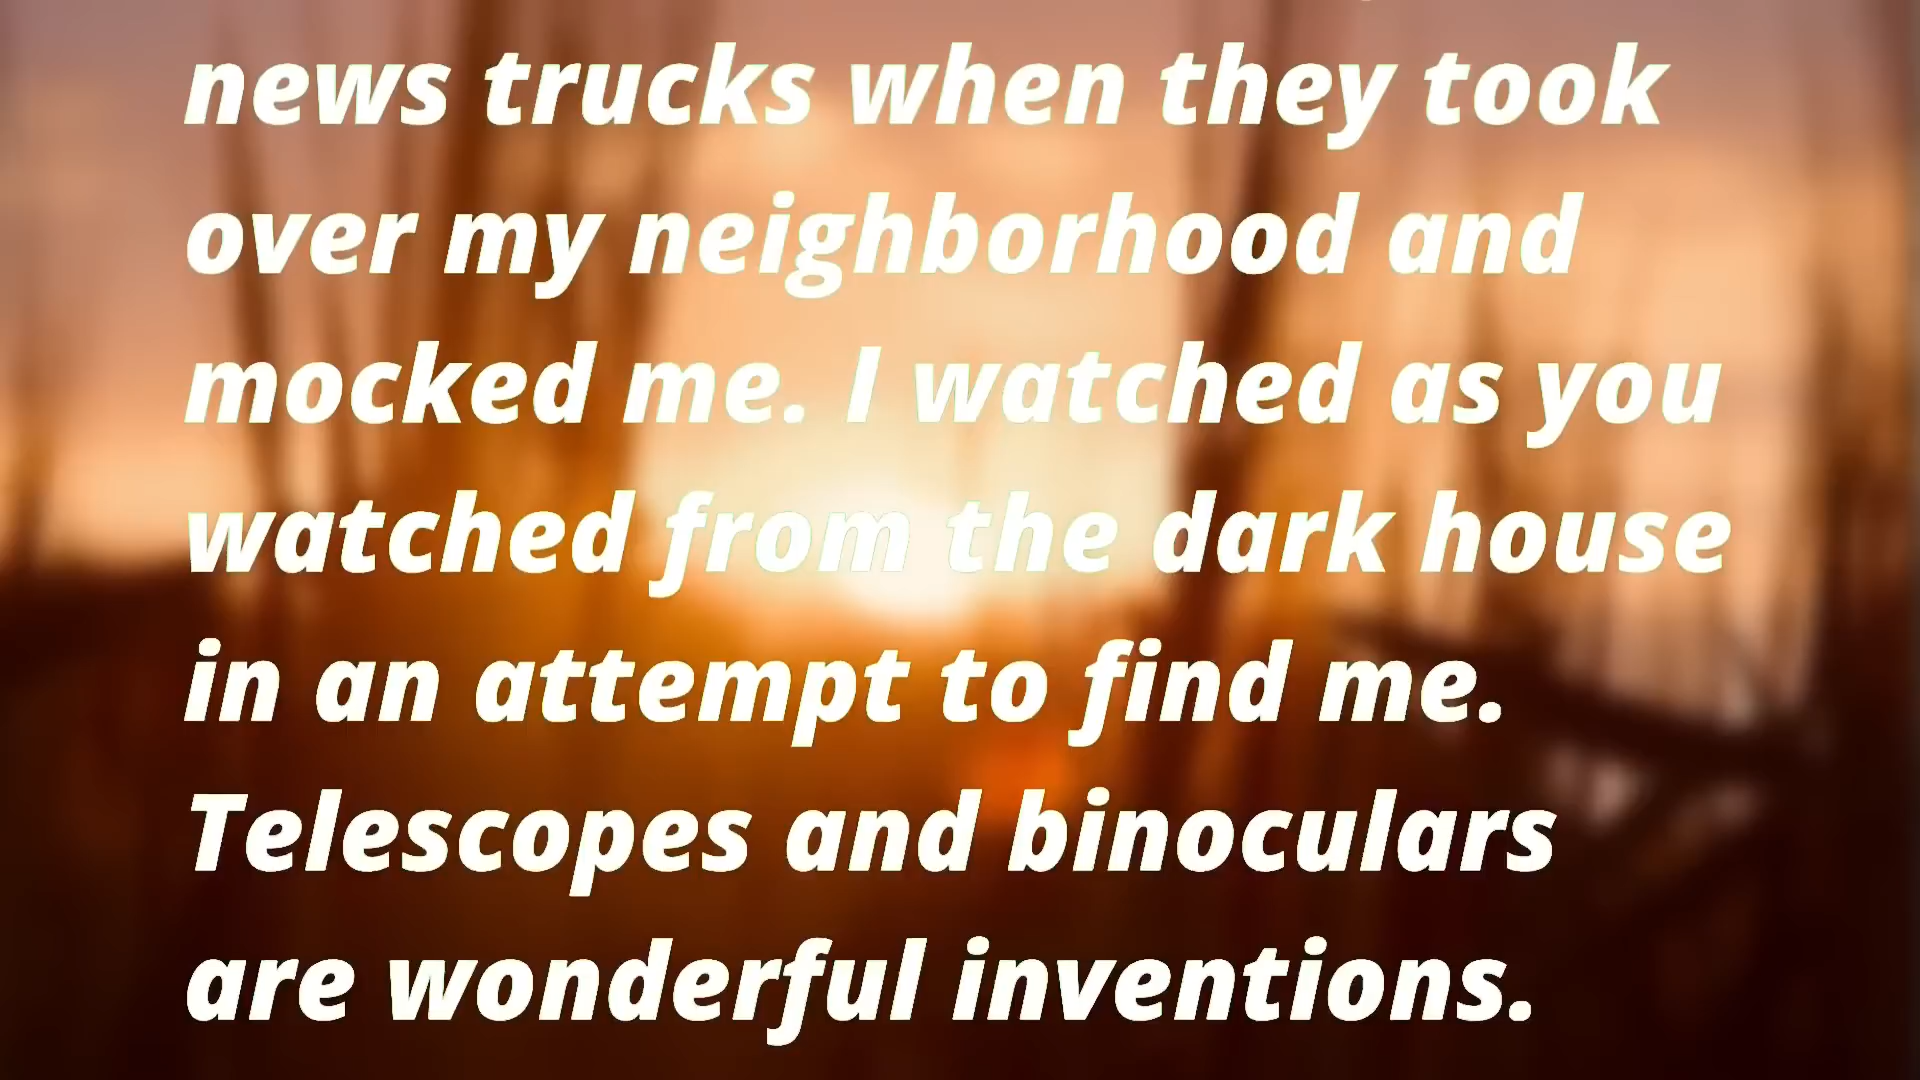 news trucks when they took
over my neighborhood and
mocked me. I watched as you
watched from the dark house
in an attempt to find me.
Telescopes and binoculars
are wonderful inventions.